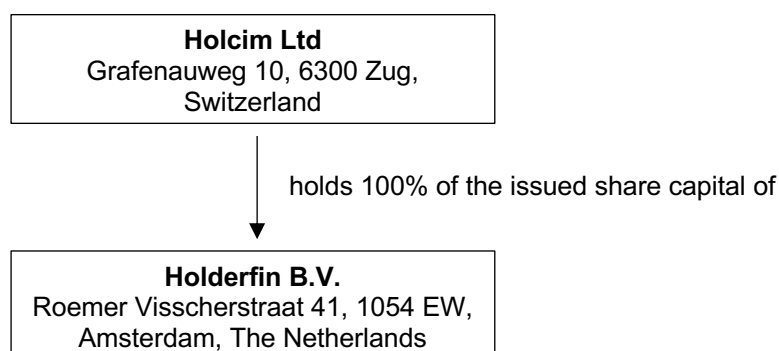 Holcim Ltd
Grafenauweg 10, 6300 Zug,
Switzerland
holds 100% of the issued share capital of
Holderfin B.V.
Roemer Visscherstraat 41, 1054 EW,
Amsterdam, The Netherlands